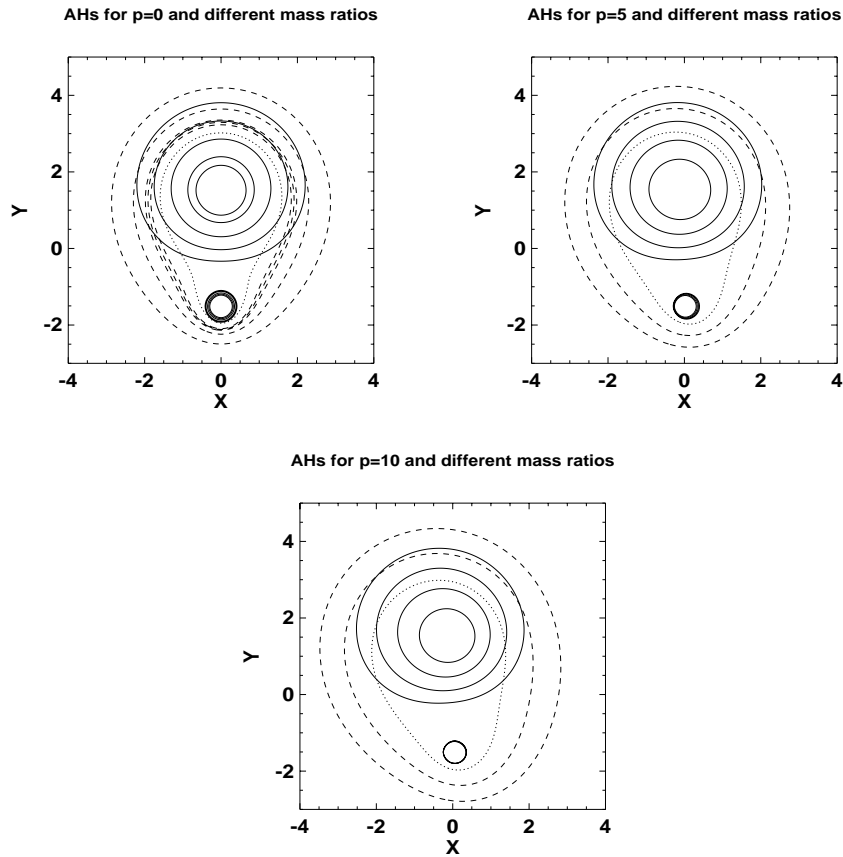 AHs for p=0 and different mass ratios
AHs for p=5 and different mass ratios
4
2
0
-2
Y
-4 -2 0 2 4
X
4
2
0
-2
Y
-4 -2 0 2 4
X
AHs for p=10 and different mass ratios
4
2
0
-2
Y
-4 -2 0 2 4
X